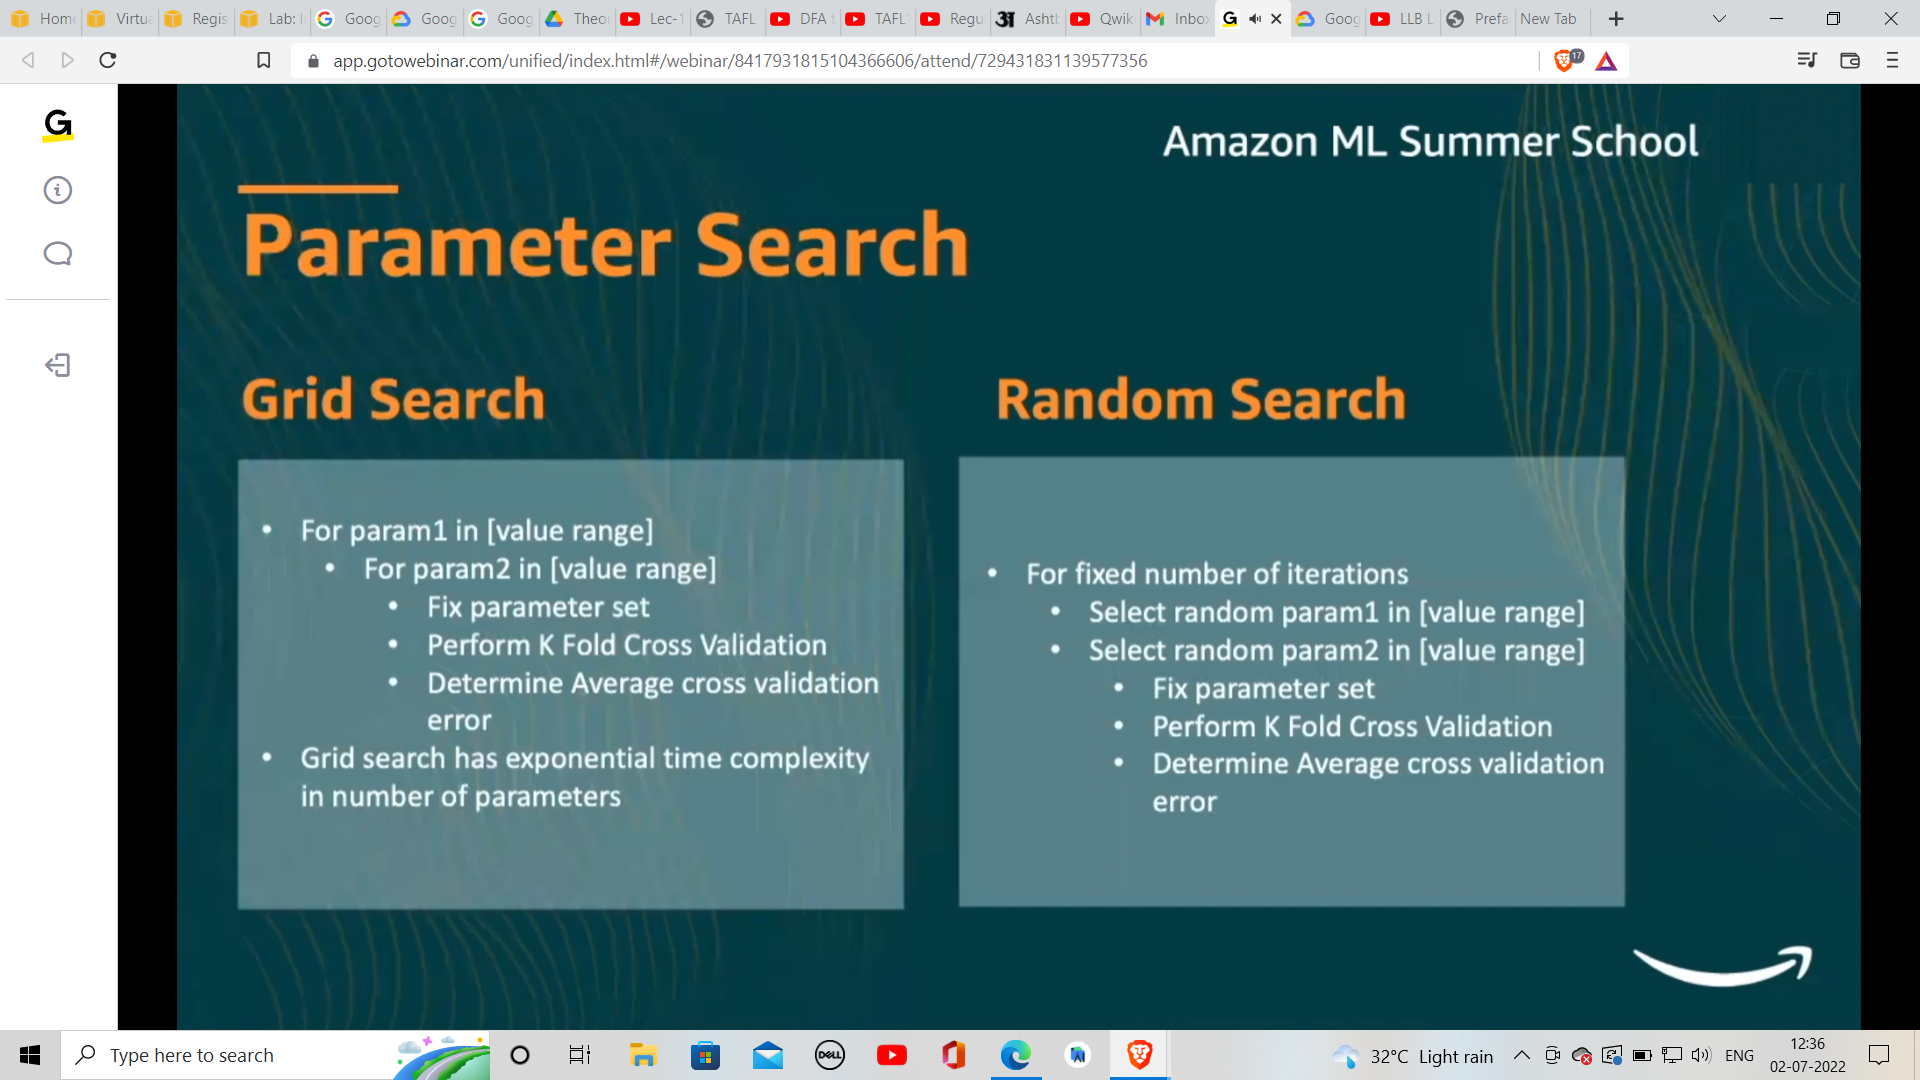 Home
Virtua
Regis
Lab: I
Goog
Goog
Goog
Theor
Lec-1
TAFL
DFA t
TAFL
Regu
Ashtl
Qwik
Inbox
Goog
LLB L
Prefa
New Tab
app.gotowebinar.com/unified/index.html#/webinar/8417931815104366606/attend/729431831139577356
17
G
Amazon ML Summer School
Parameter Search
Grid Search
• For param1 in [value range]
• For param2 in [value range]
• Fix parameter set
• Perform K Fold Cross Validation
• Determine Average cross validation
error
• Grid search has exponential time complexity
in number of parameters
Random Search
• For fixed number of iterations
• Select random param1 in [value range]
• Select random param2 in [value range]
• Fix parameter set
• Perform K Fold Cross Validation
• Determine Average cross validation
error
Type here to search
DELL
32°C Light rain
ENG
12:36
02-07-2022